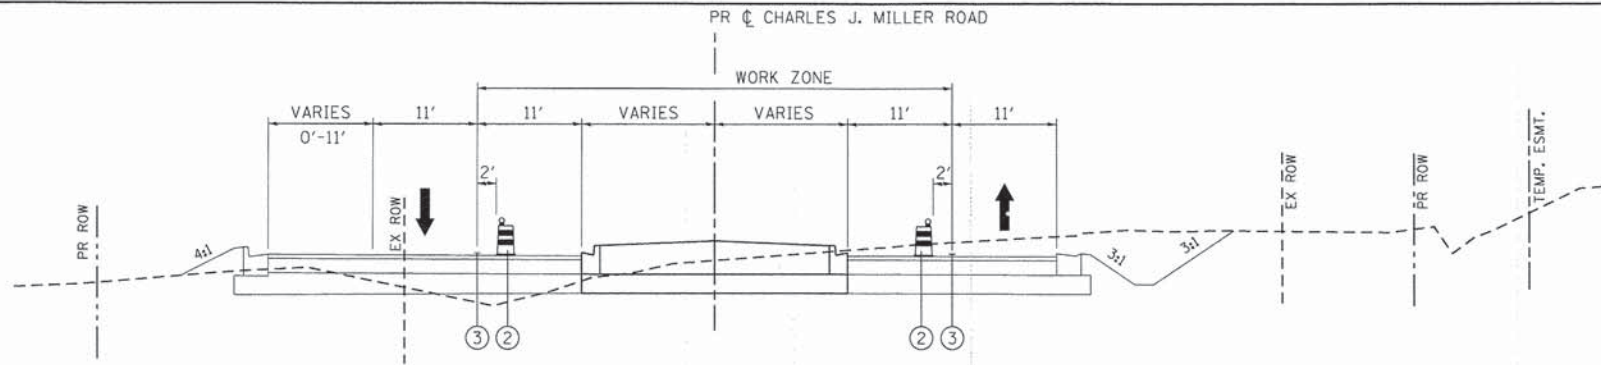 PR ℄ CHARLES J. MILLER ROAD
WORK ZONE
VARIES 11' 11' VARIES VARIES 11' 11'
0'-11'
2' 2'
PR ROW
EX ROW
EX ROW
PR ROW
TEMP. ESMT.
4:1
3:1
3:1
3 2 2 3